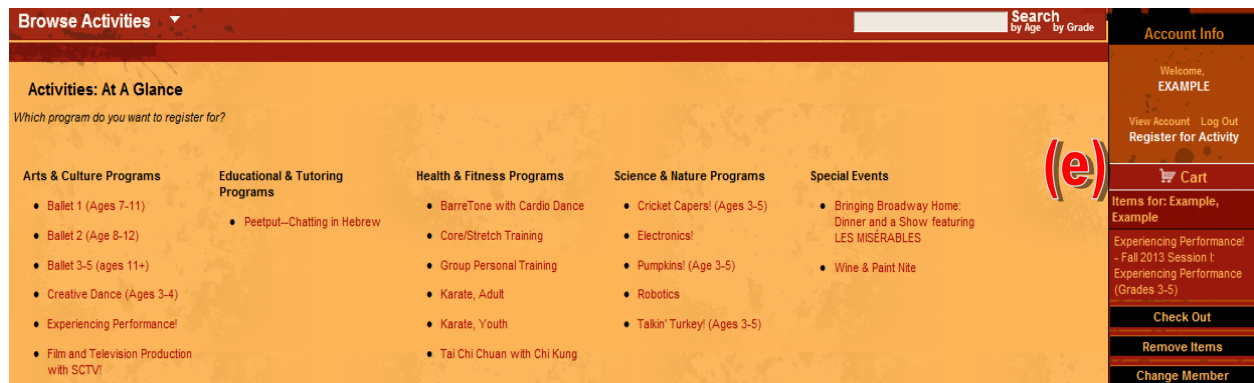 Browse Activities
Search
by Age by Grade
Activities: At A Glance
Which program do you want to register for?
Arts & Culture Programs
Ballet 1 (Ages 7-11)
Ballet 2 (Age 8-12)
Ballet 3-5 (ages 11+)
Creative Dance (Ages 3-4)
Experiencing Performance!
Film and Television Production
with SCTV!
Educational & Tutoring
Programs
Peetput--Chatting in Hebrew
Health & Fitness Programs
BarreTone with Cardio Dance
Core/Stretch Training
Group Personal Training
Karate, Adult
Karate, Youth
Tai Chi Chuan with Chi Kung
Science & Nature Programs
Cricket Capers! (Ages 3-5)
Electronics!
Pumpkins! (Age 3-5)
Robotics
Talkin' Turkey! (Ages 3-5)
Special Events
Bringing Broadway Home:
Dinner and a Show featuring
LES MISÉRABLES
Wine & Paint Nite
(e)
Account Info
Welcome,
EXAMPLE
View Account Log Out
Register for Activity
Cart
Items for: Example,
Example
Experiencing Performance!
- Fall 2013 Session I:
Experiencing Performance
(Grades 3-5)
Check Out
Remove Items
Change Member